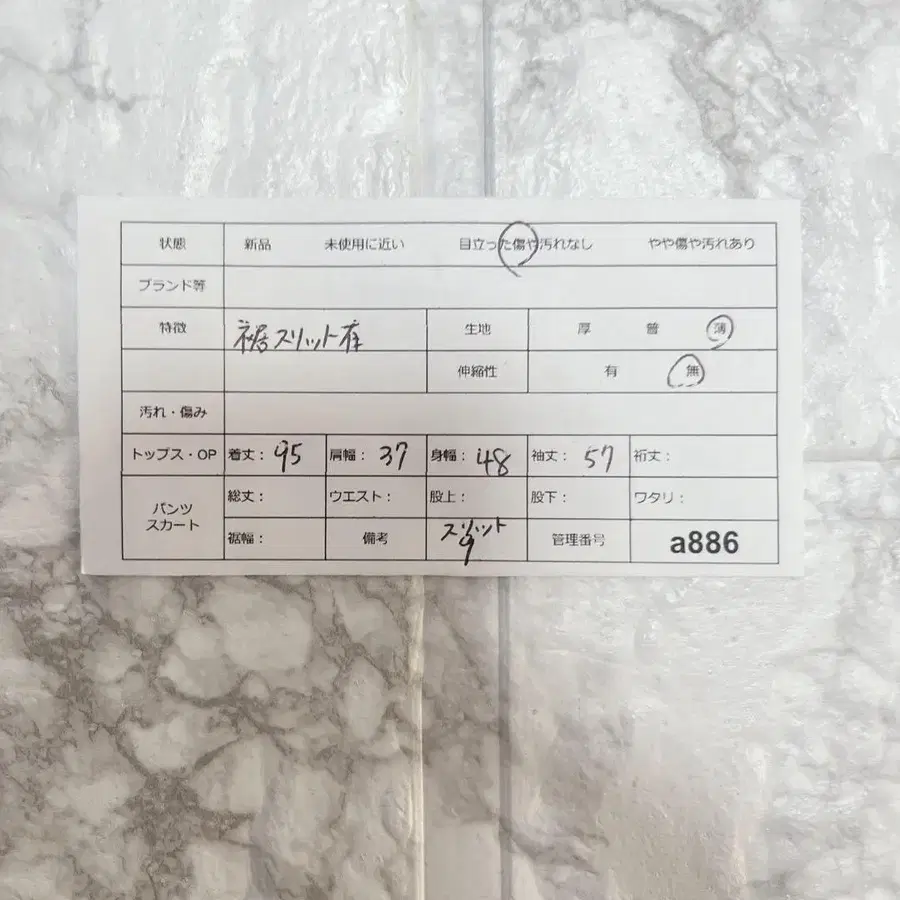 状態 新品 未使用に近い 目立った傷や汚れなし やや傷や汚れあり
ブランド等
特徴 裾スリット有 生地 厚 普 薄
伸縮性 有 無
汚れ・傷み
トップス・OP 着丈： 95 肩幅： 37 身幅： 48 袖丈： 57 裄丈：
パンツ スカート 総丈： ウエスト： 股上： 股下： ワタリ：
裾幅： 備考 スリット 9 管理番号 a886